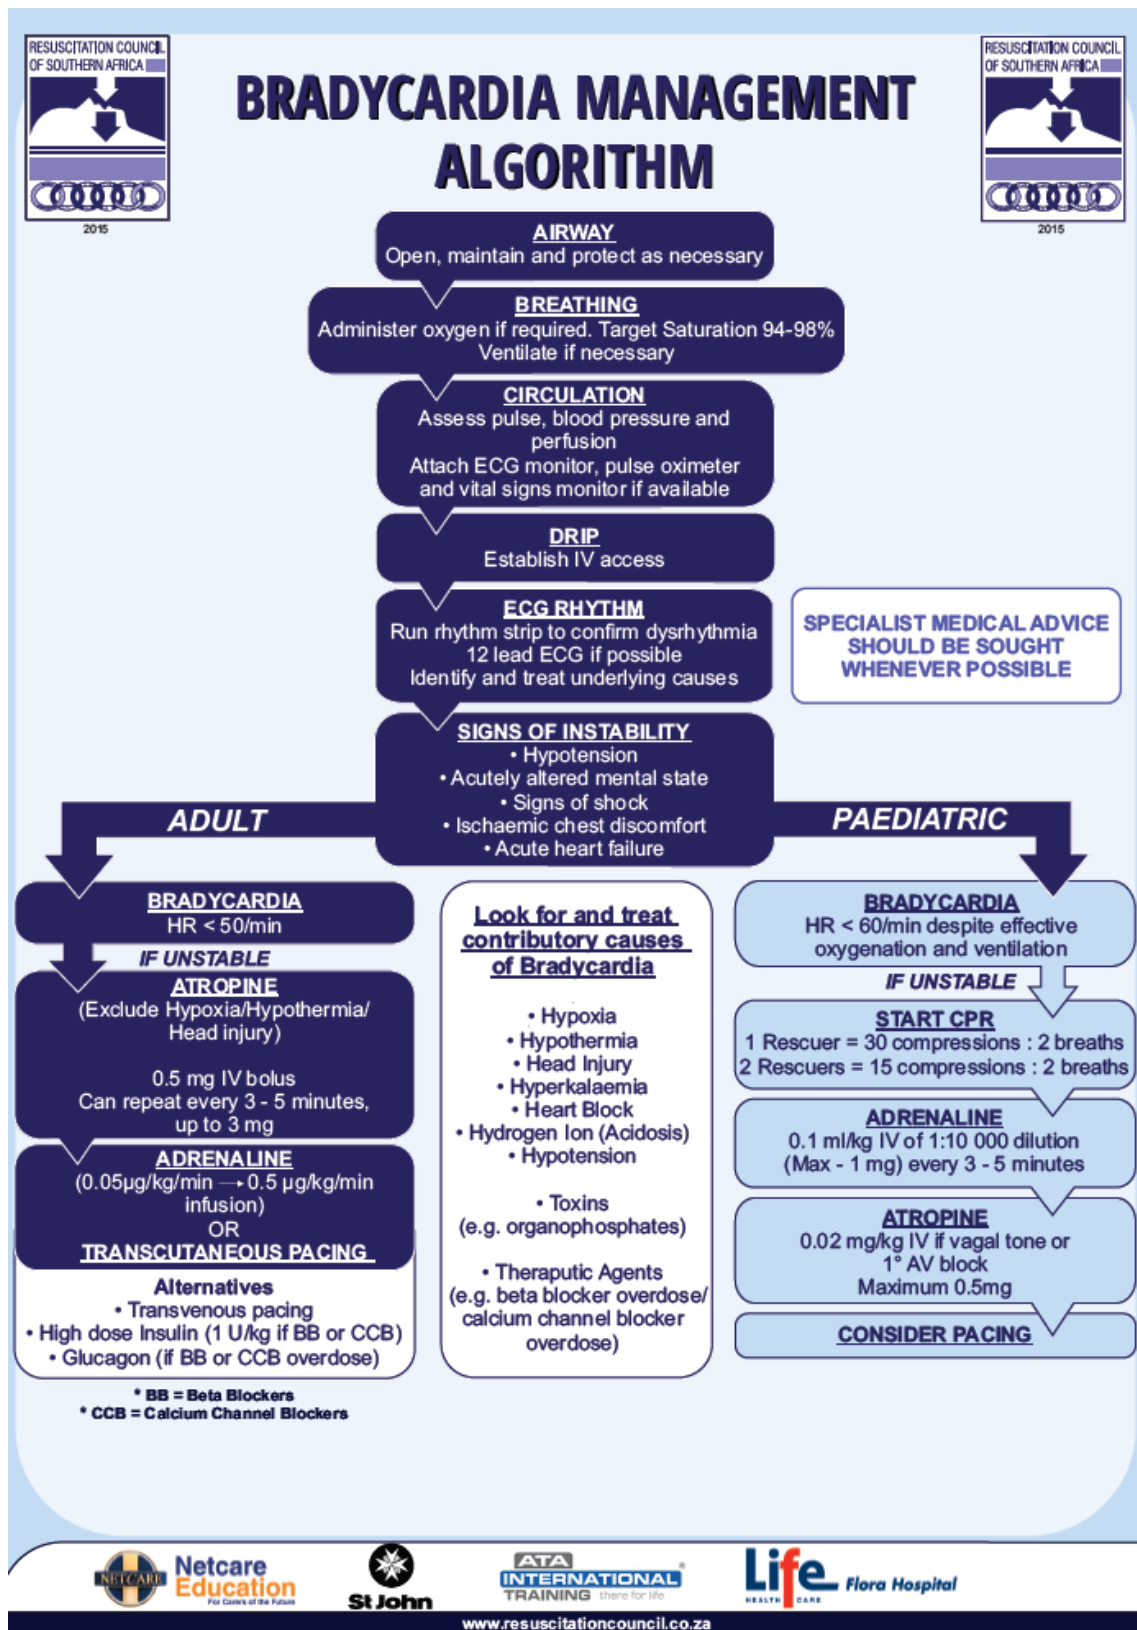 RESUSCITATION COUNCIL
OF SOUTHERN AFRICA
2015
RESUSCITATION COUNCIL
OF SOUTHERN AFRICA
2015
BRADYCARDIA MANAGEMENT
ALGORITHM
AIRWAY
Open, maintain and protect as necessary
BREATHING
Administer oxygen if required. Target Saturation 94-98%
Ventilate if necessary
CIRCULATION
Assess pulse, blood pressure and
perfusion
Attach ECG monitor, pulse oximeter
and vital signs monitor if available
DRIP
Establish IV access
ECG RHYTHM
Run rhythm strip to confirm dysrhythmia
12 lead ECG if possible
Identify and treat underlying causes
SPECIALIST MEDICAL ADVICE
SHOULD BE SOUGHT
WHENEVER POSSIBLE
SIGNS OF INSTABILITY
• Hypotension
• Acutely altered mental state
• Signs of shock
• Ischaemic chest discomfort
• Acute heart failure
ADULT
BRADYCARDIA
HR < 50/min
IF UNSTABLE
ATROPINE
(Exclude Hypoxia/Hypothermia/
Head injury)
0.5 mg IV bolus
Can repeat every 3 - 5 minutes,
up to 3 mg
ADRENALINE
(0.05µg/kg/min → 0.5 µg/kg/min
infusion)
OR
TRANSCUTANEOUS PACING
Alternatives
• Transvenous pacing
• High dose Insulin (1 U/kg if BB or CCB)
• Glucagon (if BB or CCB overdose)
* BB = Beta Blockers
* CCB = Calcium Channel Blockers
Look for and treat
contributory causes
of Bradycardia
• Hypoxia
• Hypothermia
• Head Injury
• Hyperkalaemia
• Heart Block
• Hydrogen Ion (Acidosis)
• Hypotension
• Toxins
(e.g. organophosphates)
• Theraputic Agents
(e.g. beta blocker overdose/
calcium channel blocker
overdose)
PAEDIATRIC
BRADYCARDIA
HR < 60/min despite effective
oxygenation and ventilation
IF UNSTABLE
START CPR
1 Rescuer = 30 compressions : 2 breaths
2 Rescuers = 15 compressions : 2 breaths
ADRENALINE
0.1 ml/kg IV of 1:10 000 dilution
(Max - 1 mg) every 3 - 5 minutes
ATROPINE
0.02 mg/kg IV if vagal tone or
1° AV block
Maximum 0.5mg
CONSIDER PACING
NETCARE
Netcare
Education
For Carers of the Future
St John
ATA
INTERNATIONAL
TRAINING there for life
Life
HEALTH CARE
Flora Hospital
www.resuscitationcouncil.co.za